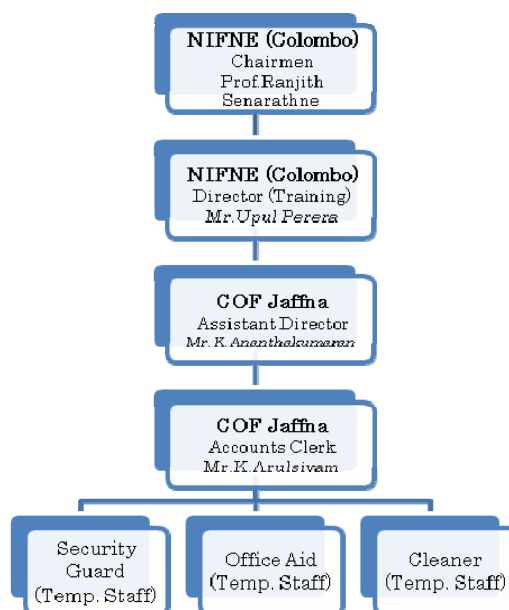 NIFNE (Colombo)
Chairmen
Prof.Ranjith
Senarathne
NIFNE (Colombo)
Director (Training)
Mr.Upul Perera
COF Jaffna
Assistant Director
Mr.K.Ananthakumaran
COF Jaffna
Accounts Clerk
Mr.K.Arulsivam
Security
Guard
(Temp. Staff)
Office Aid
(Temp. Staff)
Cleaner
(Temp. Staff)